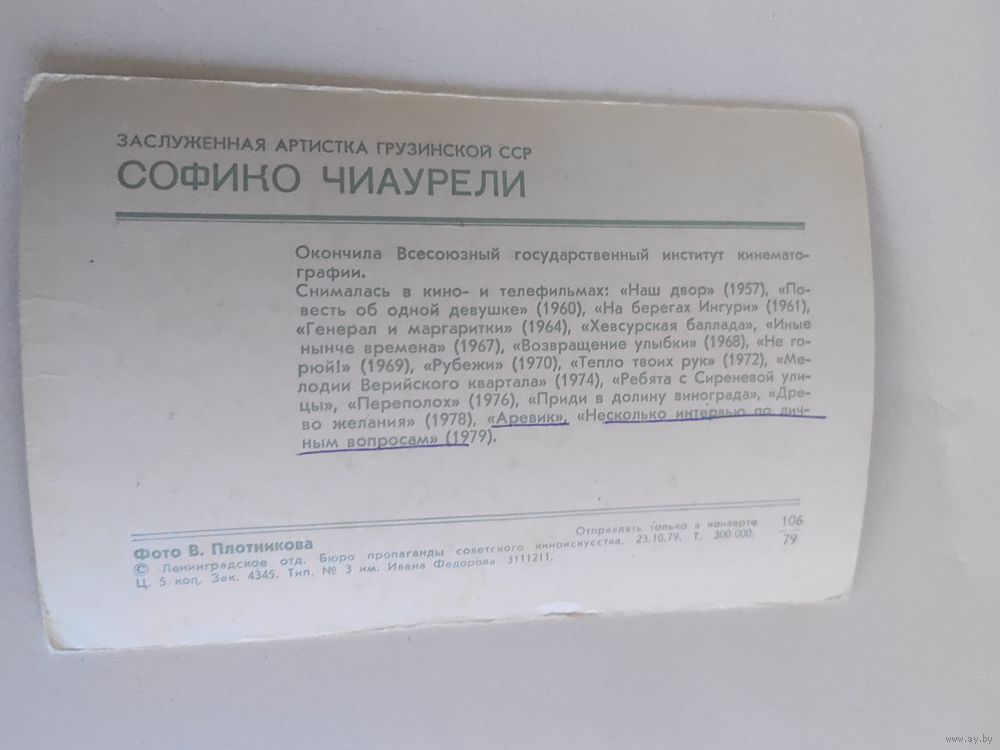 ЗАСЛУЖЕННАЯ АРТИСТКА ГРУЗИНСКОЙ ССР
СОФИКО ЧИАУРЕЛИ
Окончила Всесоюзный государственный институт кинемато-
графии.
Снималась в кино- и телефильмах: «Наш двор» (1957), «По-
весть об одной девушке» (1960), «На берегах Ингури» (1961),
«Генерал и маргаритки» (1964), «Хевсурская баллада», «Иные
нынче времена» (1967), «Возвращение улыбки» (1968), «Не го-
рюй!» (1969), «Рубежи» (1970), «Тепло твоих рук» (1972), «Ме-
лодии Верийского квартала» (1974), «Ребята с Сиреневой ули-
цы», «Переполох» (1976), «Приди в долину винограда», «Дре-
во желания» (1978), «Аревик», «Несколько интервью по лич-
ным вопросам» (1979).
Фото В. Плотникова
Отправлять только в конверте
© Ленинградское отд. Бюро пропаганды советского киноискусства. 23.10.79. Т. 300 000.
Ц. 5 коп. Зак. 4345. Тип. № 3 им. Ивана Федорова. 3111211.
106
79
www.ay.by